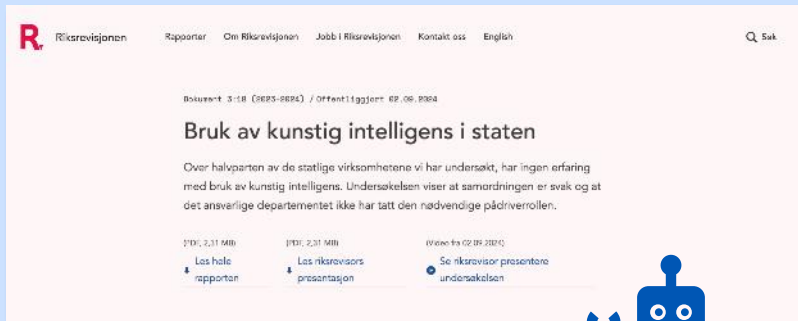 R.
Riksrevisjonen
Rapporter Om Riksrevisjonen Jobb i Riksrevisjonen Kontakt oss English
Søk
Dokument 3:18 (2023-2024) / Offentliggjort 02.09.2024
Bruk av kunstig intelligens i staten
Over halvparten av de statlige virksomhetene vi har undersøkt, har ingen erfaring
med bruk av kunstig intelligens. Undersøkelsen viser at samordningen er svak og at
det ansvarlige departementet ikke har tatt den nødvendige pådriverrollen.
(PDF, 2,31 MB) (PDF, 2,31 MB) (Video fra 02.09.2024)
Les hele Les riksrevisors Se riksrevisor presentere
rapporten presentasjon undersøkelsen